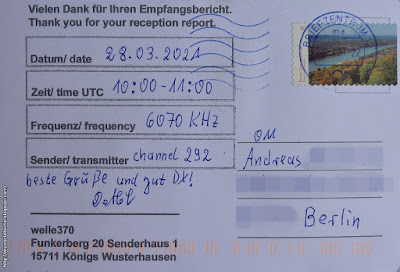 Vielen Dank für Ihren Empfangsbericht.
Thank you for your reception report.
Datum/ date 28.03.2021
Zeit/ time UTC 10:00-11:00
Frequenz/ frequency 6070 KHz
Sender/ transmitter channel 292
beste Grüße und gut DX!
welle370
Funkerberg 20 Senderhaus 1
15711 Königs Wusterhausen
BRIEFZENTRUM
OM
Andreas
Berlin